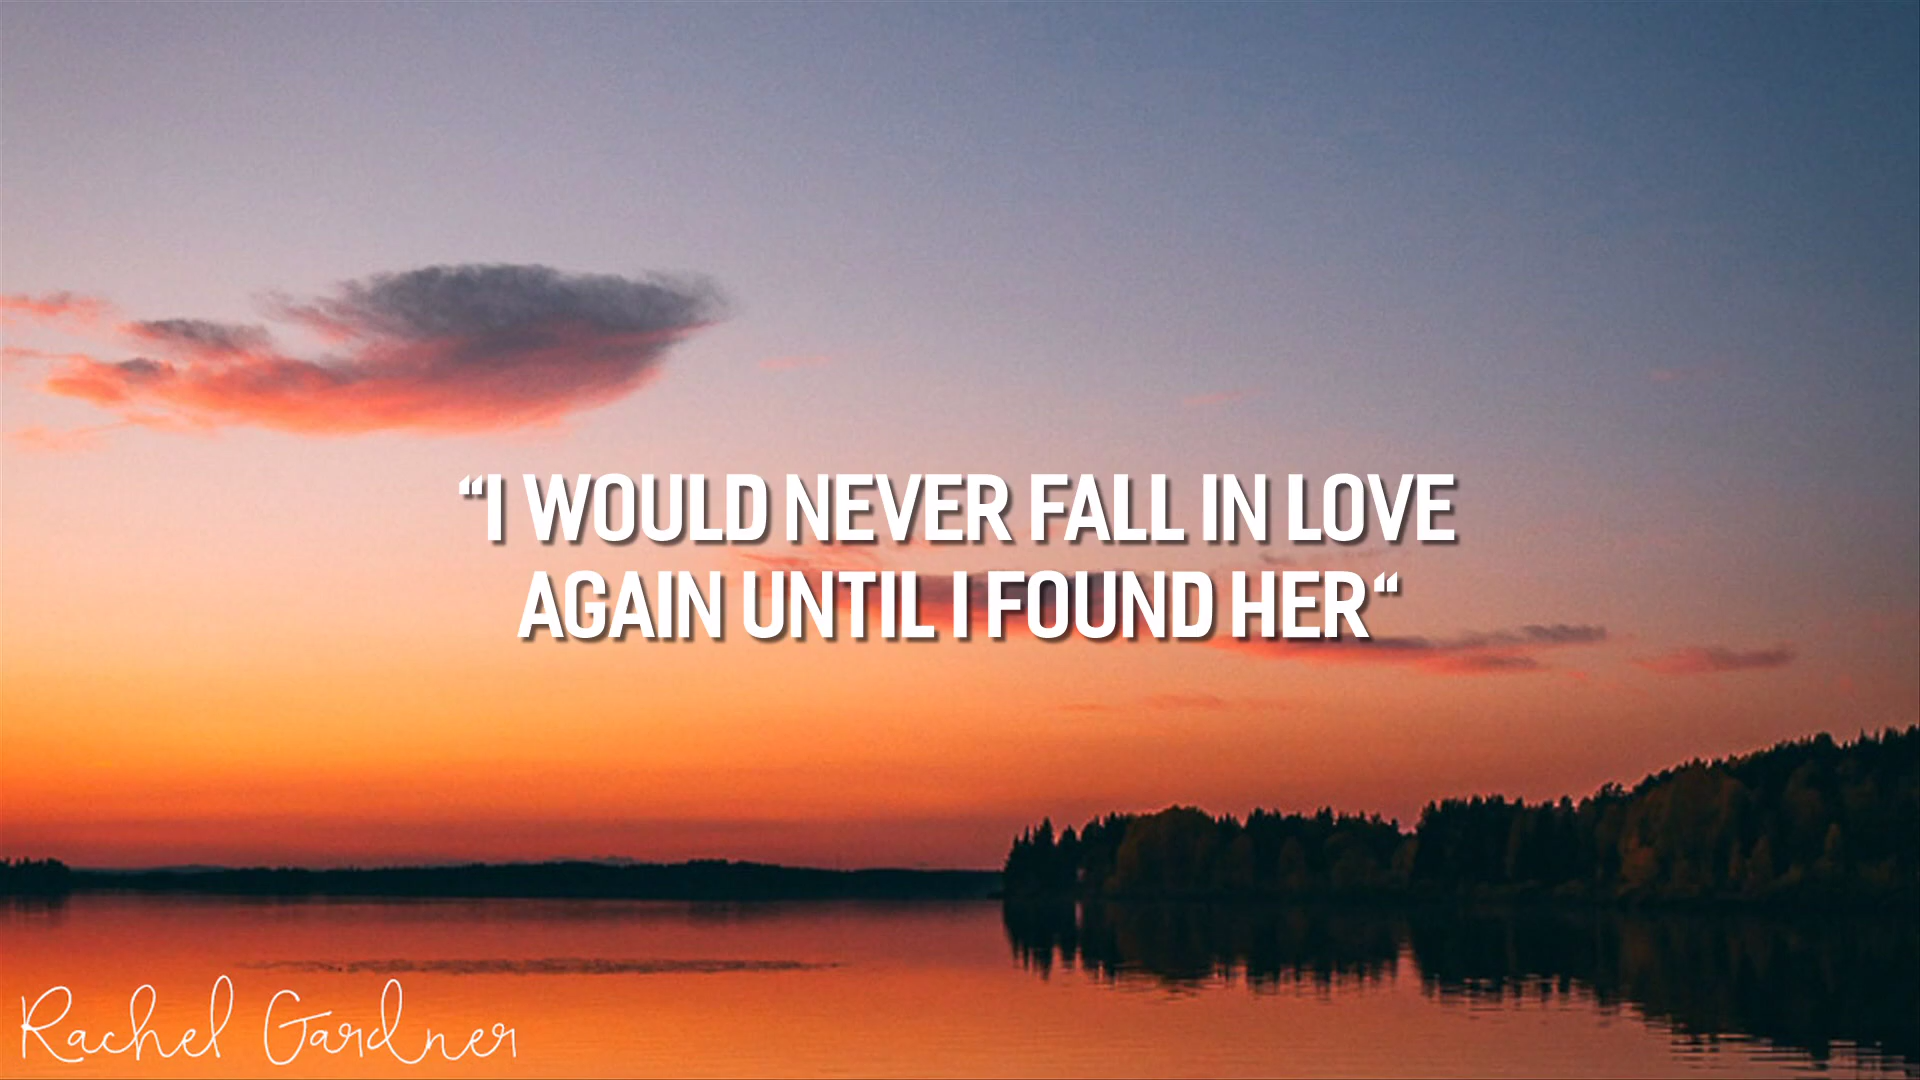 “I WOULD NEVER FALL IN LOVE
AGAIN UNTIL I FOUND HER“
Rachel Gardner